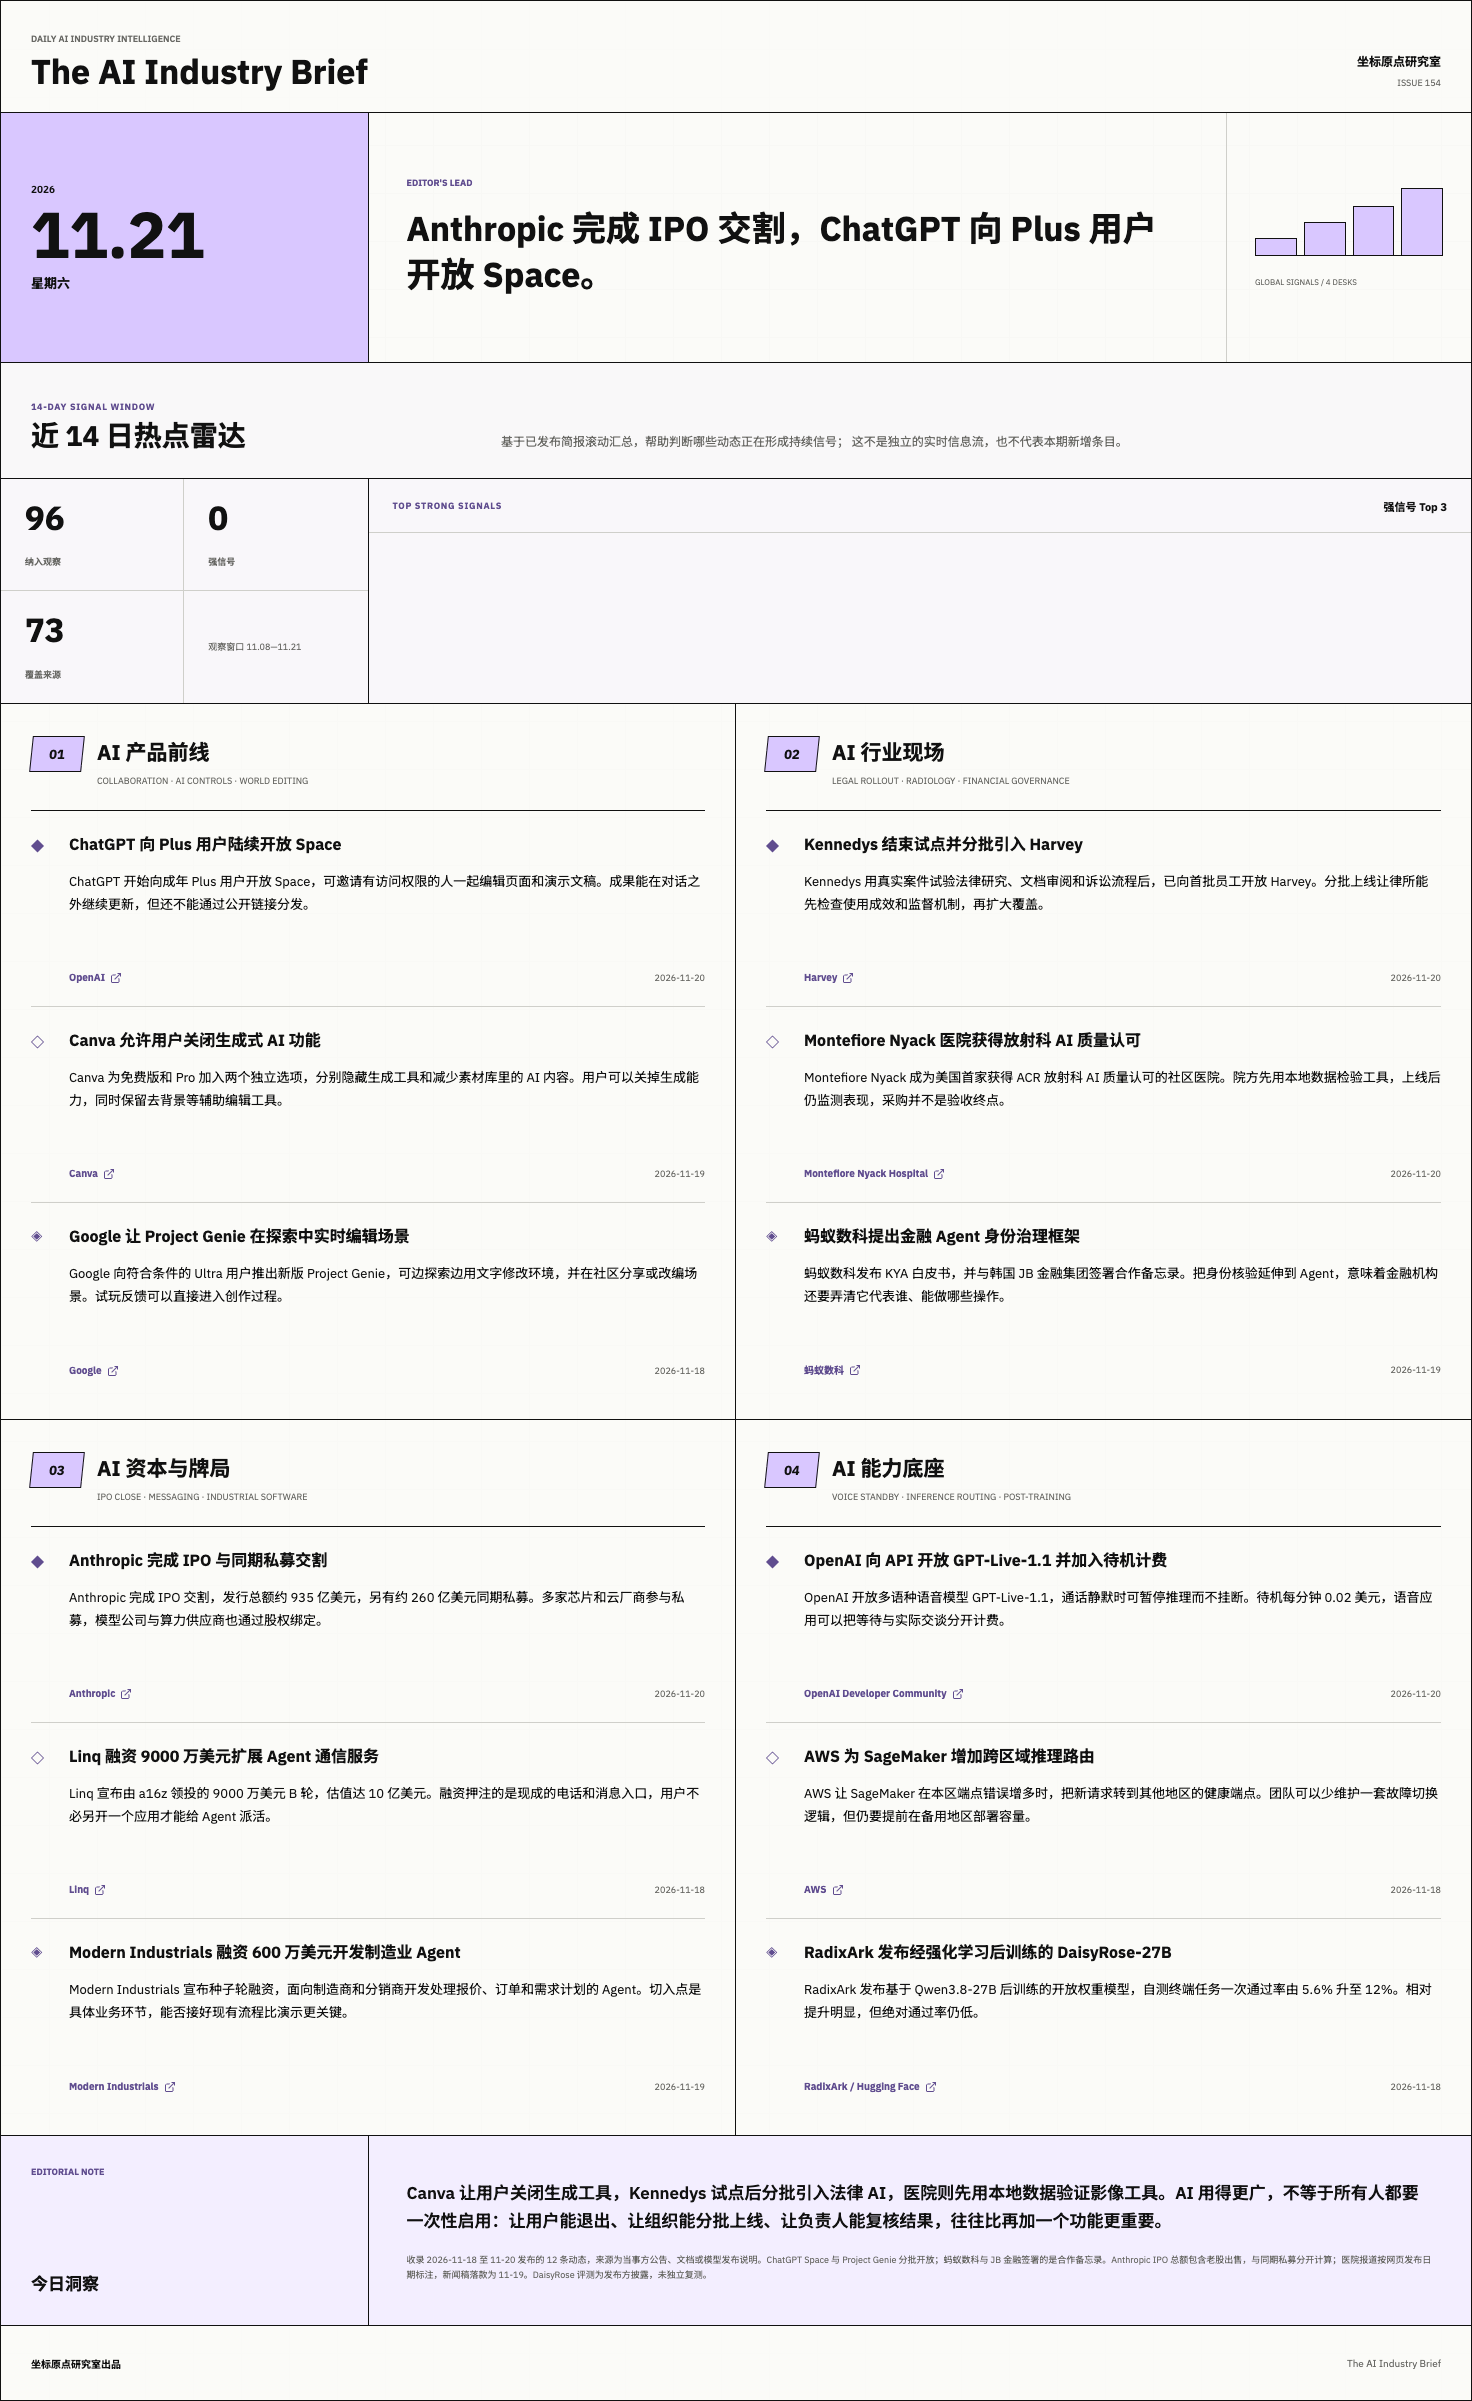 DAILY AI INDUSTRY INTELLIGENCE
The AI Industry Brief
坐标原点研究室
ISSUE 154
2026
11.21
星期六
EDITOR'S LEAD
Anthropic 完成 IPO 交割，ChatGPT 向 Plus 用户
开放 Space。
GLOBAL SIGNALS / 4 DESKS
14-DAY SIGNAL WINDOW
近 14 日热点雷达
基于已发布简报滚动汇总，帮助判断哪些动态正在形成持续信号； 这不是独立的实时信息流，也不代表本期新增条目。
96
纳入观察
0
强信号
73
覆盖来源
观察窗口 11.08—11.21
TOP STRONG SIGNALS
强信号 Top 3
01
AI 产品前线
COLLABORATION · AI CONTROLS · WORLD EDITING
ChatGPT 向 Plus 用户陆续开放 Space
ChatGPT 开始向成年 Plus 用户开放 Space，可邀请有访问权限的人一起编辑页面和演示文稿。成果能在对话之
外继续更新，但还不能通过公开链接分发。
OpenAI
2026-11-20
Canva 允许用户关闭生成式 AI 功能
Canva 为免费版和 Pro 加入两个独立选项，分别隐藏生成工具和减少素材库里的 AI 内容。用户可以关掉生成能
力，同时保留去背景等辅助编辑工具。
Canva
2026-11-19
Google 让 Project Genie 在探索中实时编辑场景
Google 向符合条件的 Ultra 用户推出新版 Project Genie，可边探索边用文字修改环境，并在社区分享或改编场
景。试玩反馈可以直接进入创作过程。
Google
2026-11-18
02
AI 行业现场
LEGAL ROLLOUT · RADIOLOGY · FINANCIAL GOVERNANCE
Kennedys 结束试点并分批引入 Harvey
Kennedys 用真实案件试验法律研究、文档审阅和诉讼流程后，已向首批员工开放 Harvey。分批上线让律所能
先检查使用成效和监督机制，再扩大覆盖。
Harvey
2026-11-20
Montefiore Nyack 医院获得放射科 AI 质量认可
Montefiore Nyack 成为美国首家获得 ACR 放射科 AI 质量认可的社区医院。院方先用本地数据检验工具，上线后
仍监测表现，采购并不是验收终点。
Montefiore Nyack Hospital
2026-11-20
蚂蚁数科提出金融 Agent 身份治理框架
蚂蚁数科发布 KYA 白皮书，并与韩国 JB 金融集团签署合作备忘录。把身份核验延伸到 Agent，意味着金融机构
还要弄清它代表谁、能做哪些操作。
蚂蚁数科
2026-11-19
03
AI 资本与牌局
IPO CLOSE · MESSAGING · INDUSTRIAL SOFTWARE
Anthropic 完成 IPO 与同期私募交割
Anthropic 完成 IPO 交割，发行总额约 935 亿美元，另有约 260 亿美元同期私募。多家芯片和云厂商参与私
募，模型公司与算力供应商也通过股权绑定。
Anthropic
2026-11-20
Linq 融资 9000 万美元扩展 Agent 通信服务
Linq 宣布由 a16z 领投的 9000 万美元 B 轮，估值达 10 亿美元。融资押注的是现成的电话和消息入口，用户不
必另开一个应用才能给 Agent 派活。
Linq
2026-11-18
Modern Industrials 融资 600 万美元开发制造业 Agent
Modern Industrials 宣布种子轮融资，面向制造商和分销商开发处理报价、订单和需求计划的 Agent。切入点是
具体业务环节，能否接好现有流程比演示更关键。
Modern Industrials
2026-11-19
04
AI 能力底座
VOICE STANDBY · INFERENCE ROUTING · POST-TRAINING
OpenAI 向 API 开放 GPT-Live-1.1 并加入待机计费
OpenAI 开放多语种语音模型 GPT-Live-1.1，通话静默时可暂停推理而不挂断。待机每分钟 0.02 美元，语音应
用可以把等待与实际交谈分开计费。
OpenAI Developer Community
2026-11-20
AWS 为 SageMaker 增加跨区域推理路由
AWS 让 SageMaker 在本区端点错误增多时，把新请求转到其他地区的健康端点。团队可以少维护一套故障切换
逻辑，但仍要提前在备用地区部署容量。
AWS
2026-11-18
RadixArk 发布经强化学习后训练的 DaisyRose-27B
RadixArk 发布基于 Qwen3.8-27B 后训练的开放权重模型，自测终端任务一次通过率由 5.6% 升至 12%。相对
提升明显，但绝对通过率仍低。
RadixArk / Hugging Face
2026-11-18
EDITORIAL NOTE
今日洞察
Canva 让用户关闭生成工具，Kennedys 试点后分批引入法律 AI，医院则先用本地数据验证影像工具。AI 用得更广，不等于所有人都要
一次性启用：让用户能退出、让组织能分批上线、让负责人能复核结果，往往比再加一个功能更重要。
收录 2026-11-18 至 11-20 发布的 12 条动态，来源为当事方公告、文档或模型发布说明。ChatGPT Space 与 Project Genie 分批开放；蚂蚁数科与 JB 金融签署的是合作备忘录。Anthropic IPO 总额包含老股出售，与同期私募分开计算；医院报道按网页发布日
期标注，新闻稿落款为 11-19。DaisyRose 评测为发布方披露，未独立复测。
坐标原点研究室出品
The AI Industry Brief